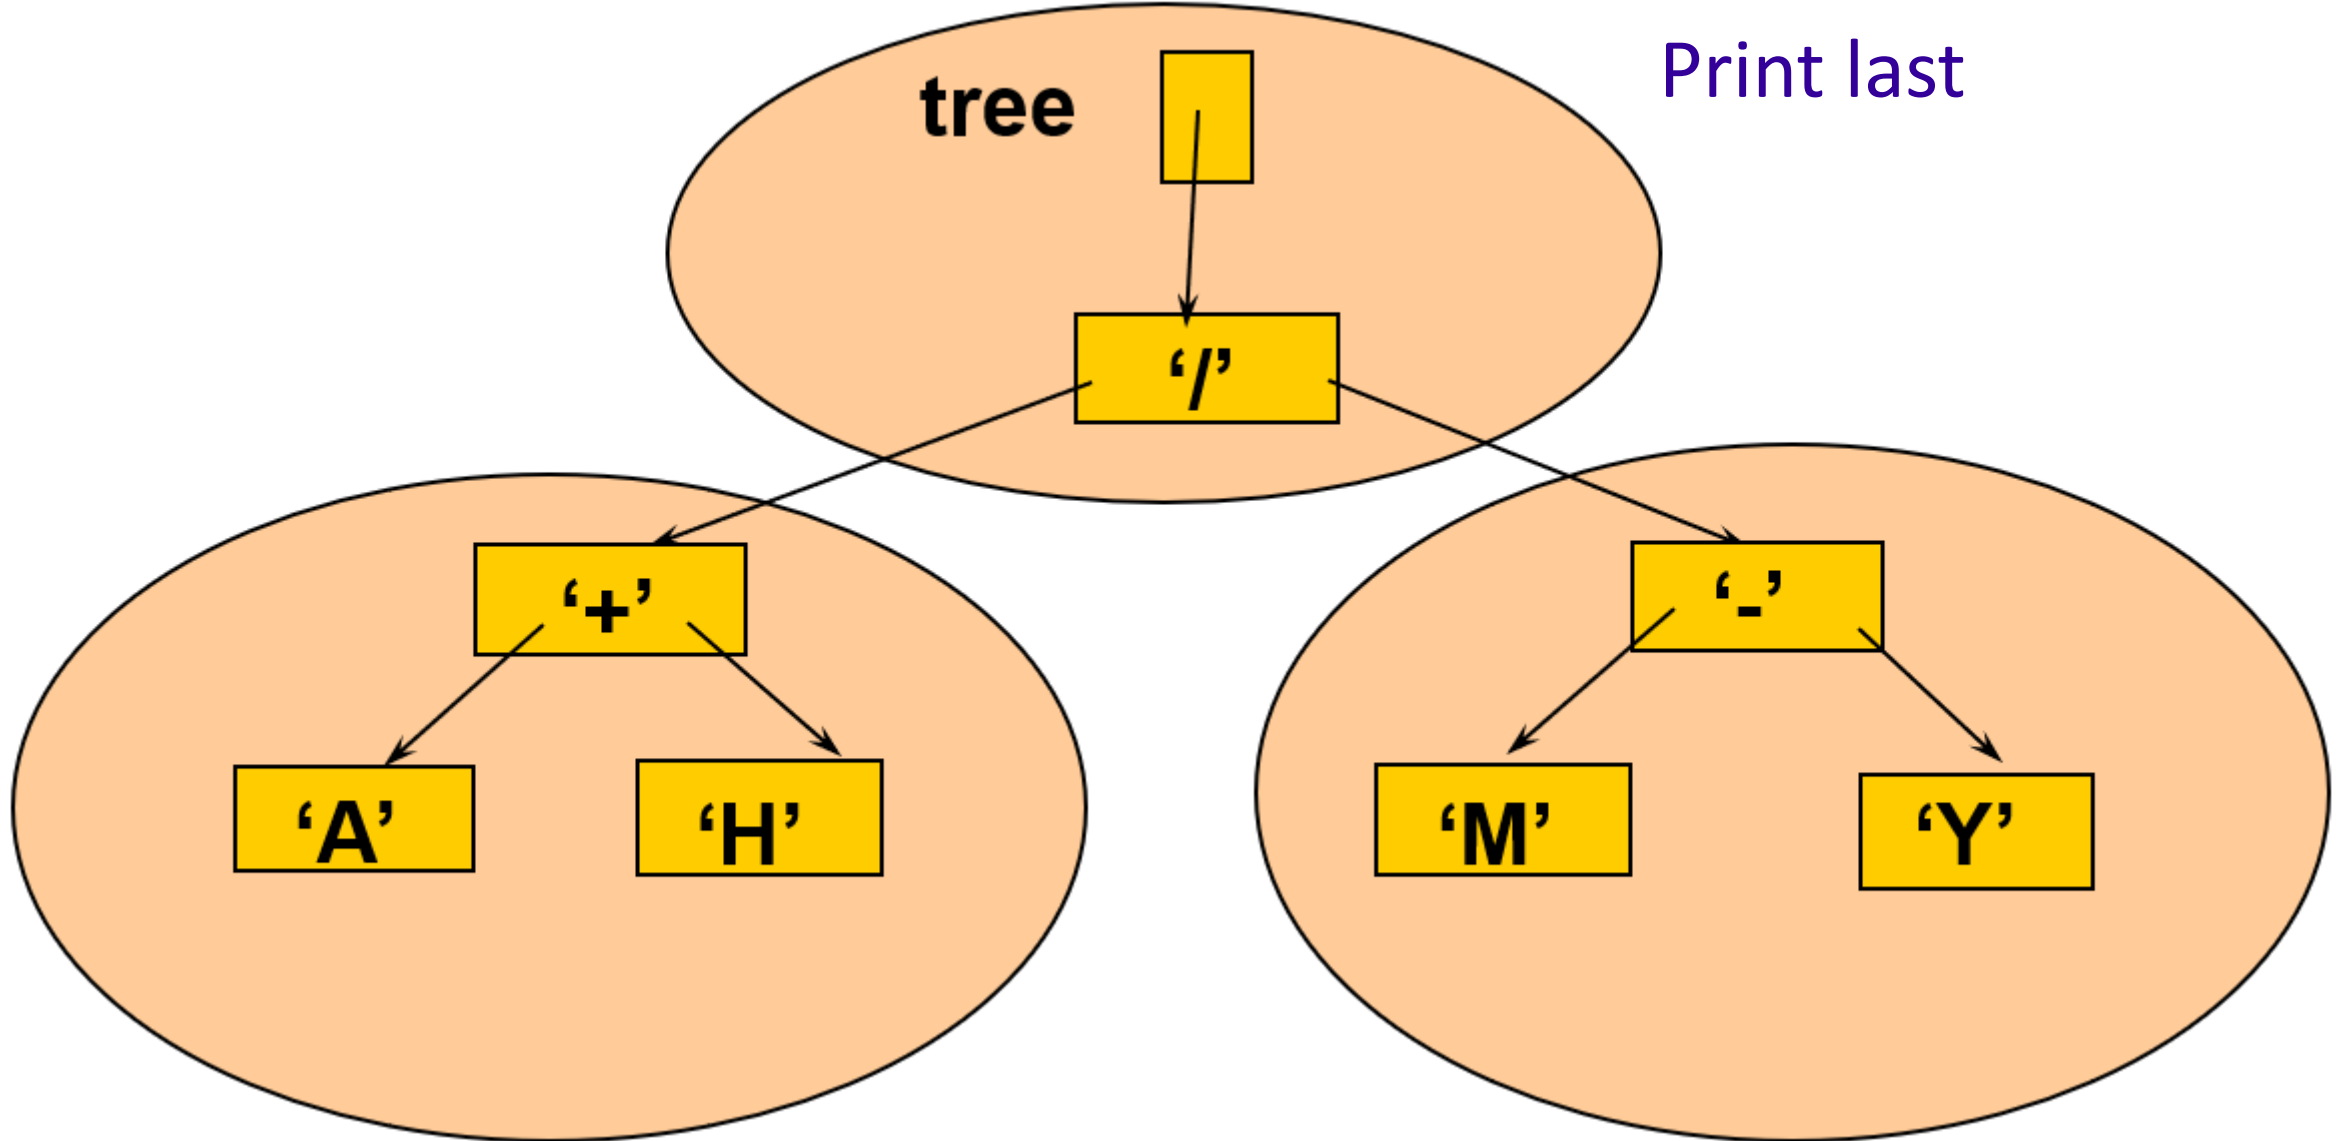 tree
Print last
‘/’
‘+’
‘-’
‘A’
‘H’
‘M’
‘Y’